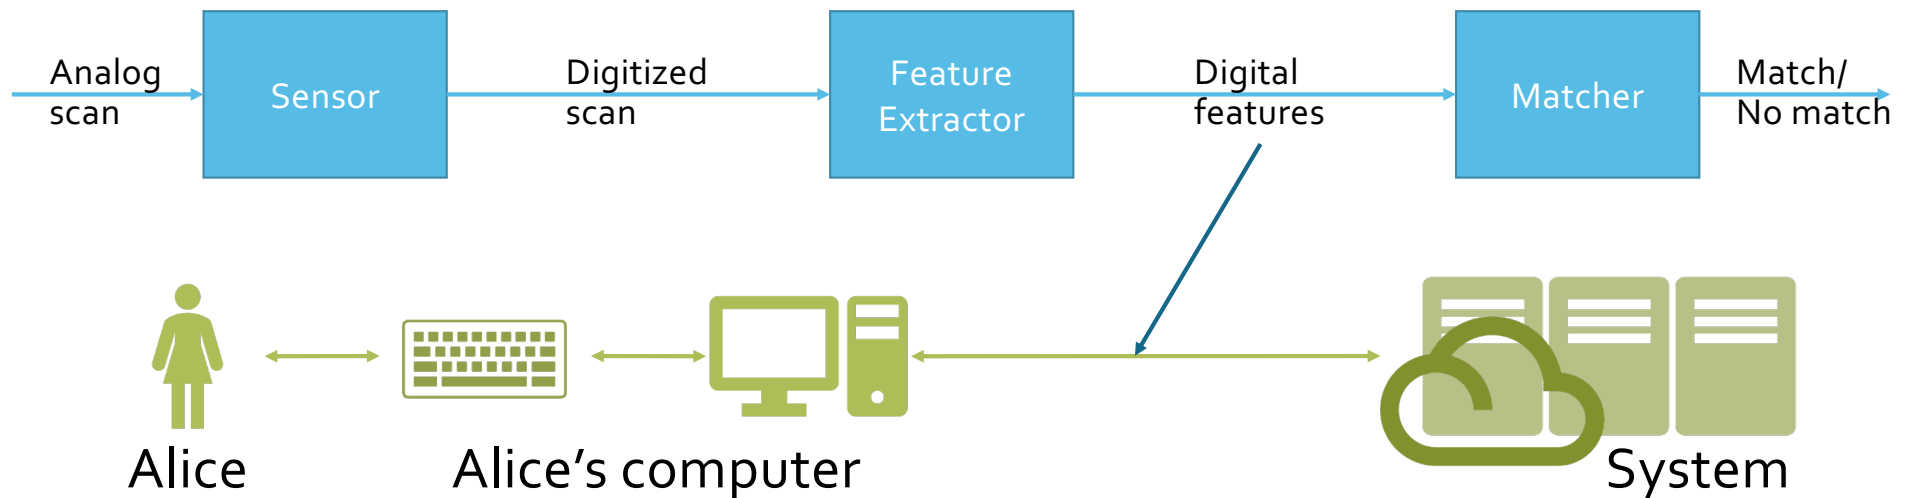 Analog
scan
Sensor
Digitized
scan
Feature
Extractor
Digital
features
Matcher
Match/
No match
Alice
Alice’s computer
System